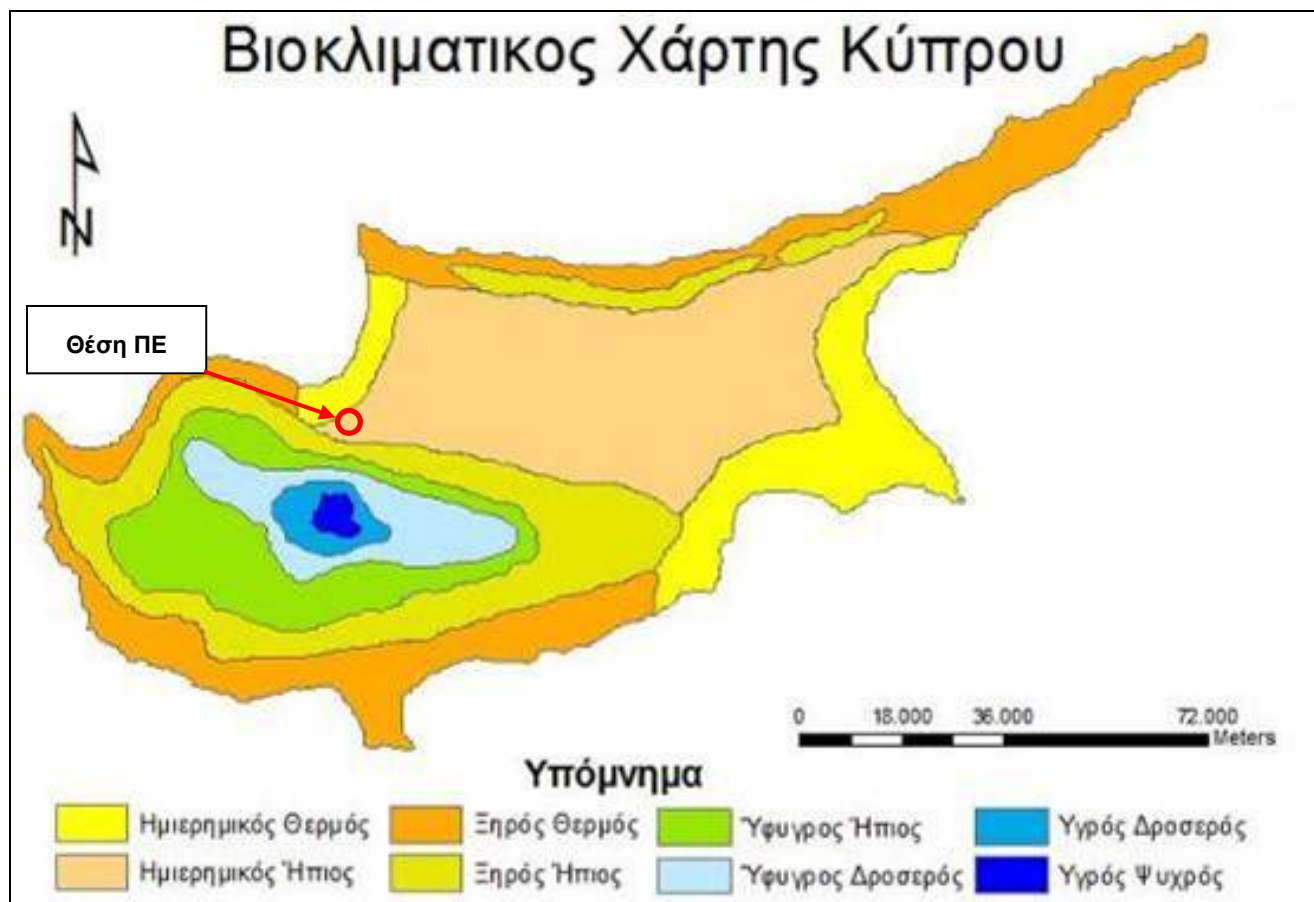 Βιοκλιματικος Χάρτης Κύπρου
N
Θέση ΠΕ
0 18.000 36.000 72.000
Meters
Υπόμνημα
Ημιερημικός Θερμός Ξηρός Θερμός Ύφυγρος Ήπιος Υγρός Δροσερός
Ημιερημικός Ήπιος Ξηρός Ήπιος Ύφυγρος Δροσερός Υγρός Ψυχρός